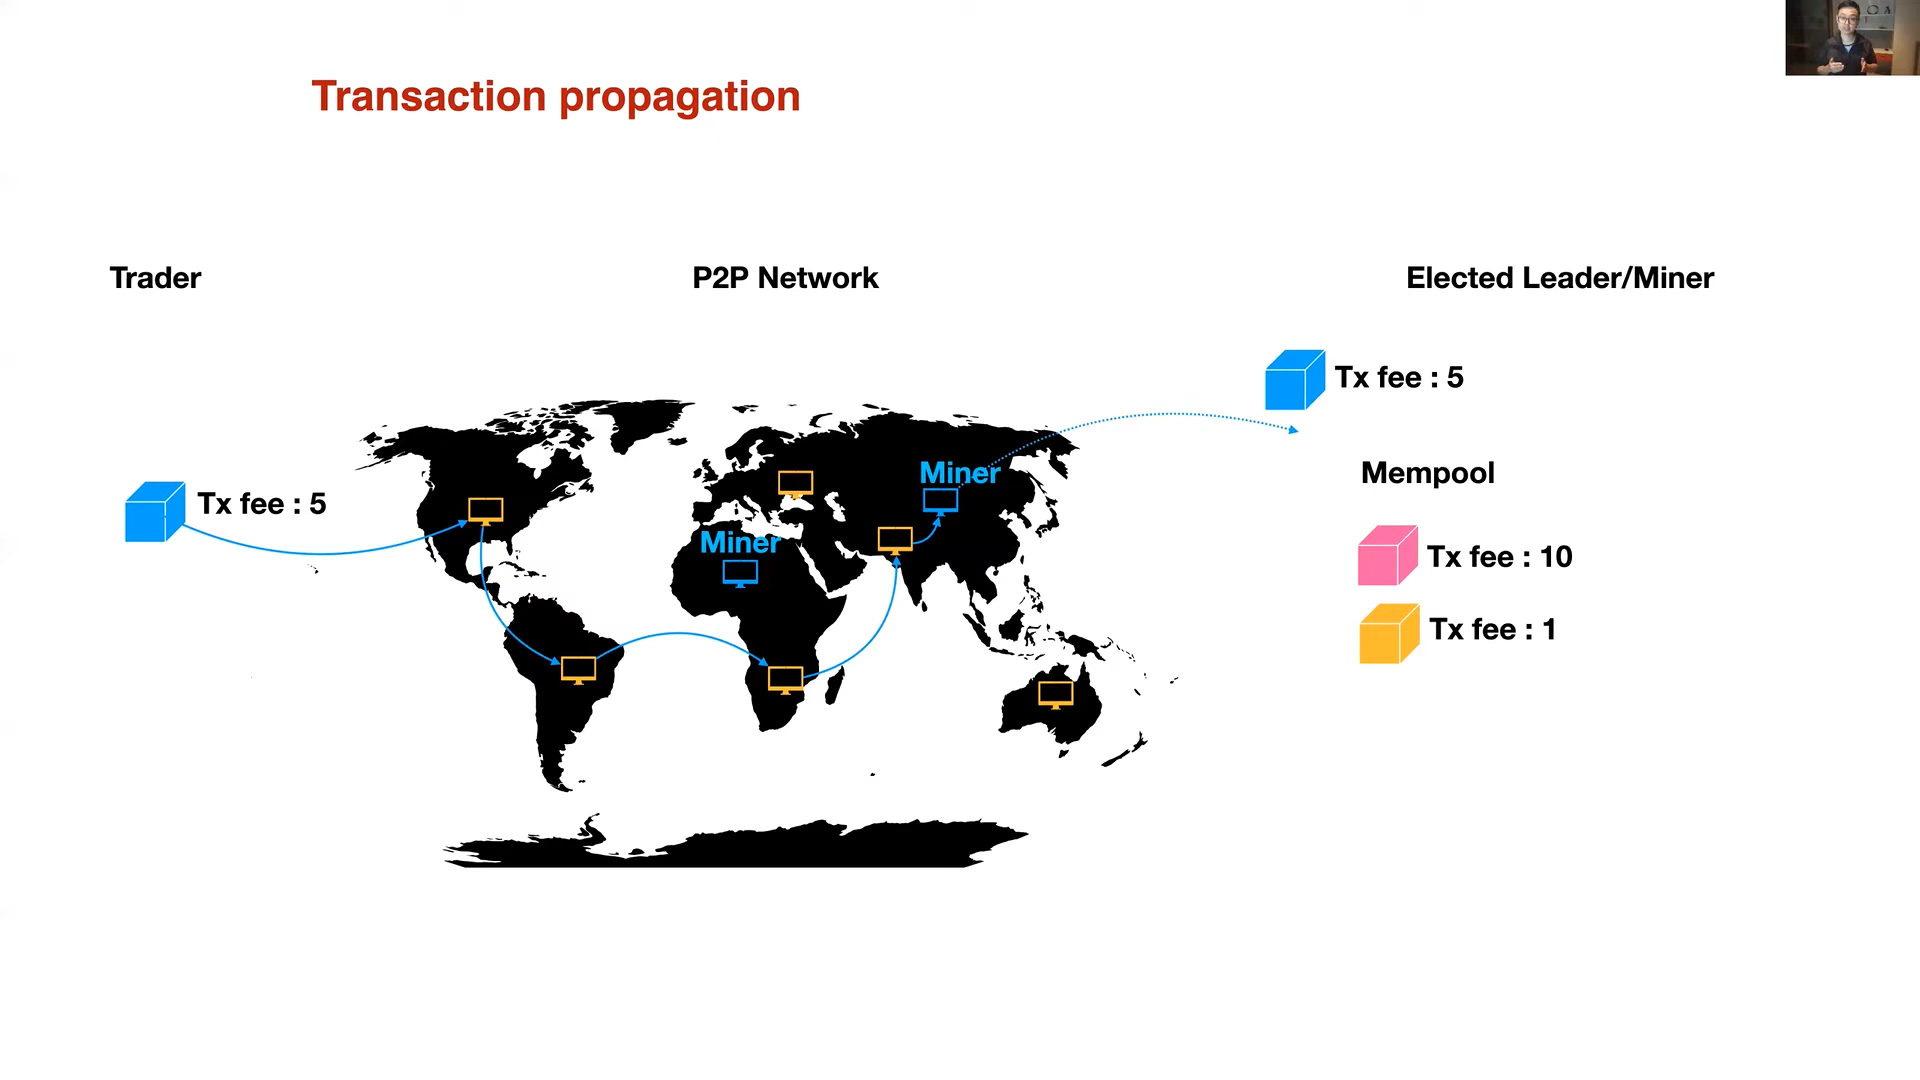 Transaction propagation
Trader
P2P Network
Elected Leader/Miner
Tx fee : 5
Miner
Mempool
Tx fee : 5
Miner
Tx fee : 10
Tx fee : 1